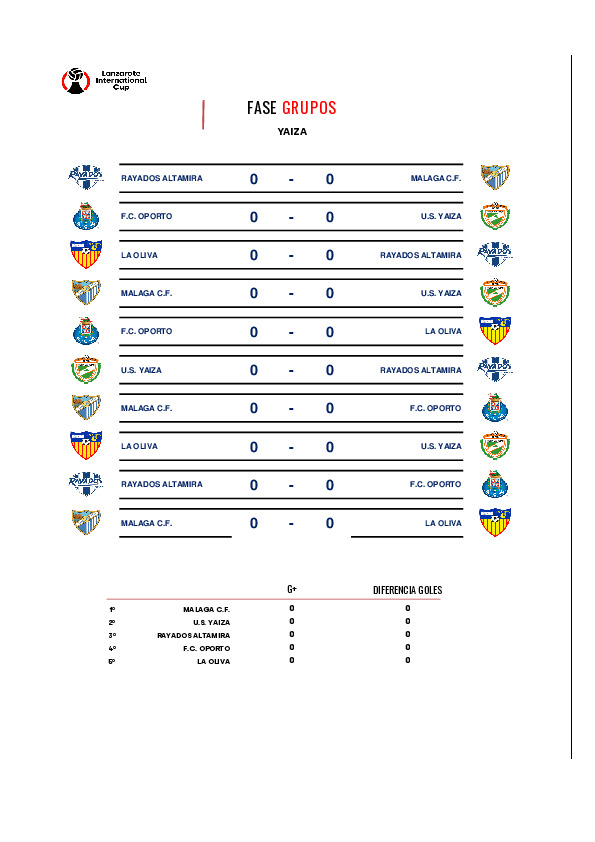 Lanzarote
International
Cup
FASE GRUPOS
YAIZA
RAYADOS ALTAMIRA 0 - 0 MALAGA C.F.
F.C. OPORTO 0 - 0 U.S. YAIZA
LA OLIVA 0 - 0 RAYADOS ALTAMIRA
MALAGA C.F. 0 - 0 U.S. YAIZA
F.C. OPORTO 0 - 0 LA OLIVA
U.S. YAIZA 0 - 0 RAYADOS ALTAMIRA
MALAGA C.F. 0 - 0 F.C. OPORTO
LA OLIVA 0 - 0 U.S. YAIZA
RAYADOS ALTAMIRA 0 - 0 F.C. OPORTO
MALAGA C.F. 0 - 0 LA OLIVA
G+ DIFERENCIA GOLES
1º MALAGA C.F. 0 0
2º U.S. YAIZA 0 0
3º RAYADOS ALTAMIRA 0 0
4º F.C. OPORTO 0 0
5º LA OLIVA 0 0